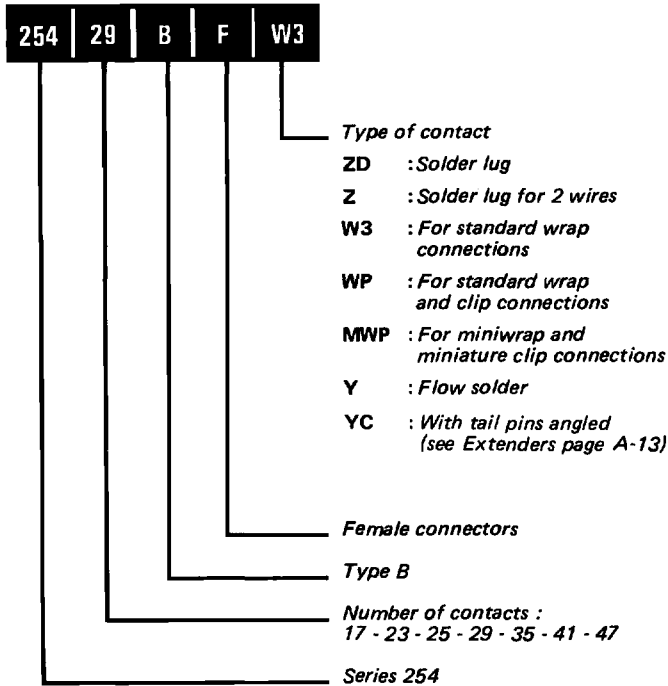 254 29 B F W3
Type of contact
ZD : Solder lug
Z : Solder lug for 2 wires
W3 : For standard wrap
connections
WP : For standard wrap
and clip connections
MWP : For miniwrap and
miniature clip connections
Y : Flow solder
YC : With tail pins angled
(see Extenders page A-13)
Female connectors
Type B
Number of contacts :
17 - 23 - 25 - 29 - 35 - 41 - 47
Series 254